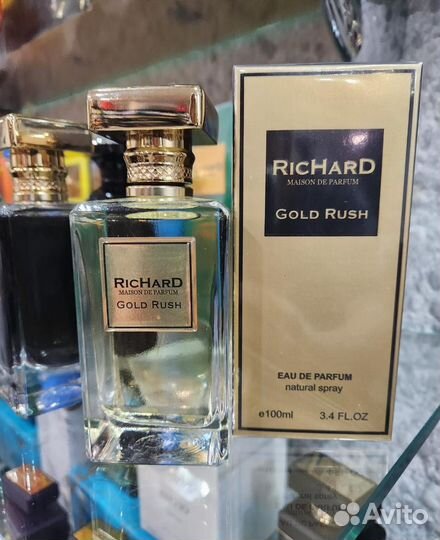 RICHARD
MAISON DE PARFUM
GOLD RUSH
RICHARD
MAISON DE PARFUM
GOLD RUSH
EAU DE PARFUM
natural spray
e100ml 3.4 FL.OZ
Avito